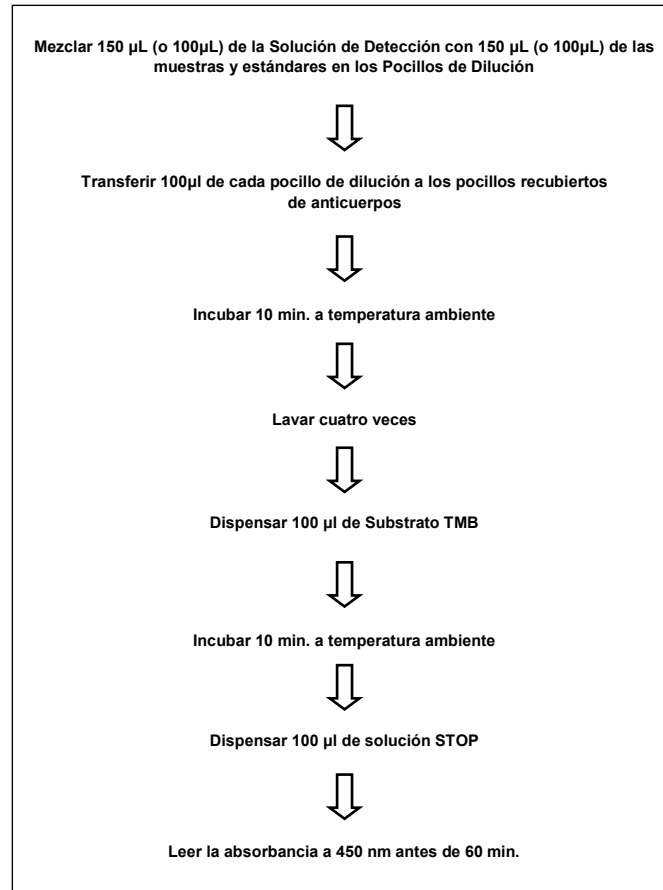 Mezclar 150 µL (o 100µL) de la Solución de Detección con 150 µL (o 100µL) de las
muestras y estándares en los Pocillos de Dilución
Transferir 100µl de cada pocillo de dilución a los pocillos recubiertos
de anticuerpos
Incubar 10 min. a temperatura ambiente
Lavar cuatro veces
Dispensar 100 µl de Substrato TMB
Incubar 10 min. a temperatura ambiente
Dispensar 100 µl de solución STOP
Leer la absorbancia a 450 nm antes de 60 min.